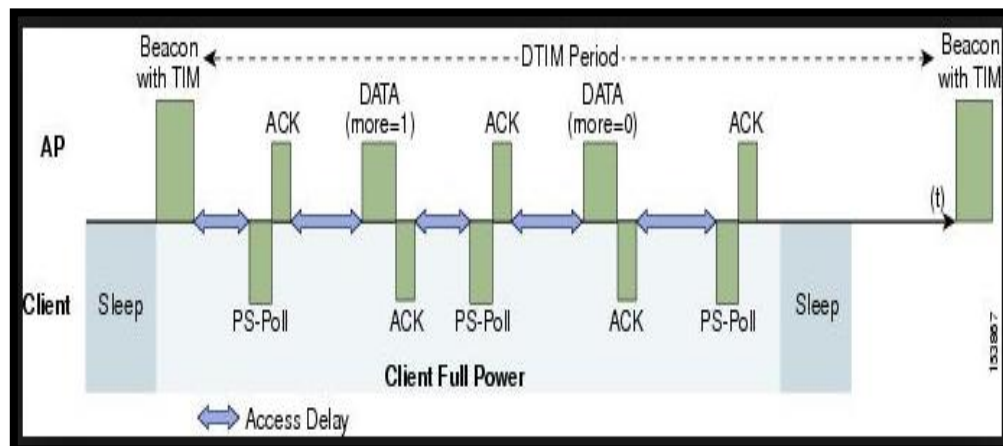 Beacon
with TIM
DTIM Period
Beacon
with TIM
DATA
(more=1)
DATA
(more=0)
ACK
ACK
ACK
AP
(t)
Client
Sleep
PS-Poll
ACK
PS-Poll
ACK
PS-Poll
Sleep
Client Full Power
Access Delay
153867